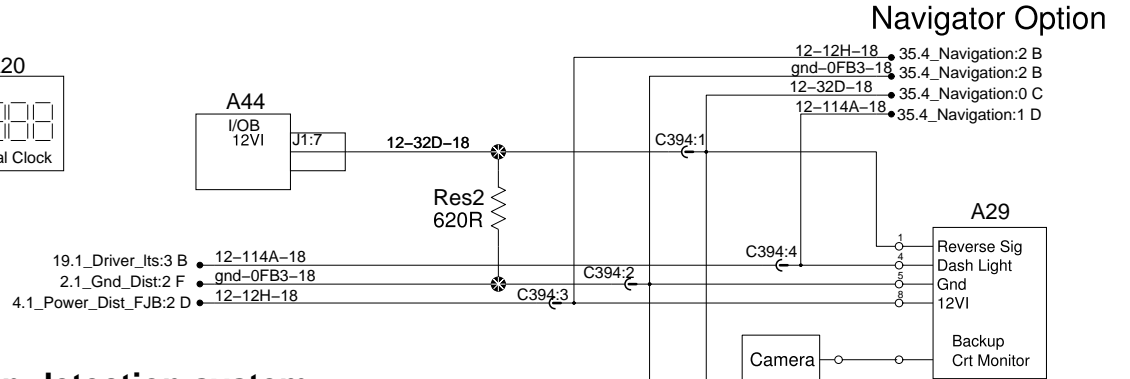 Navigator Option
12-12H-18 35.4_Navigation:2 B
gnd-0FB3-18 35.4_Navigation:2 B
12-32D-18 35.4_Navigation:0 C
12-114A-18 35.4_Navigation:1 D
20
al Clock
A44
I/OB
12VI
J1:7
12-32D-18
C394:1
Res2
620R
A29
1 Reverse Sig
4 Dash Light
5 Gnd
8 12VI
Backup
Crt Monitor
Camera
19.1_Driver_lts:3 B 12-114A-18
C394:4
2.1_Gnd_Dist:2 F gnd-0FB3-18
C394:2
4.1_Power_Dist_FJB:2 D 12-12H-18
C394:3